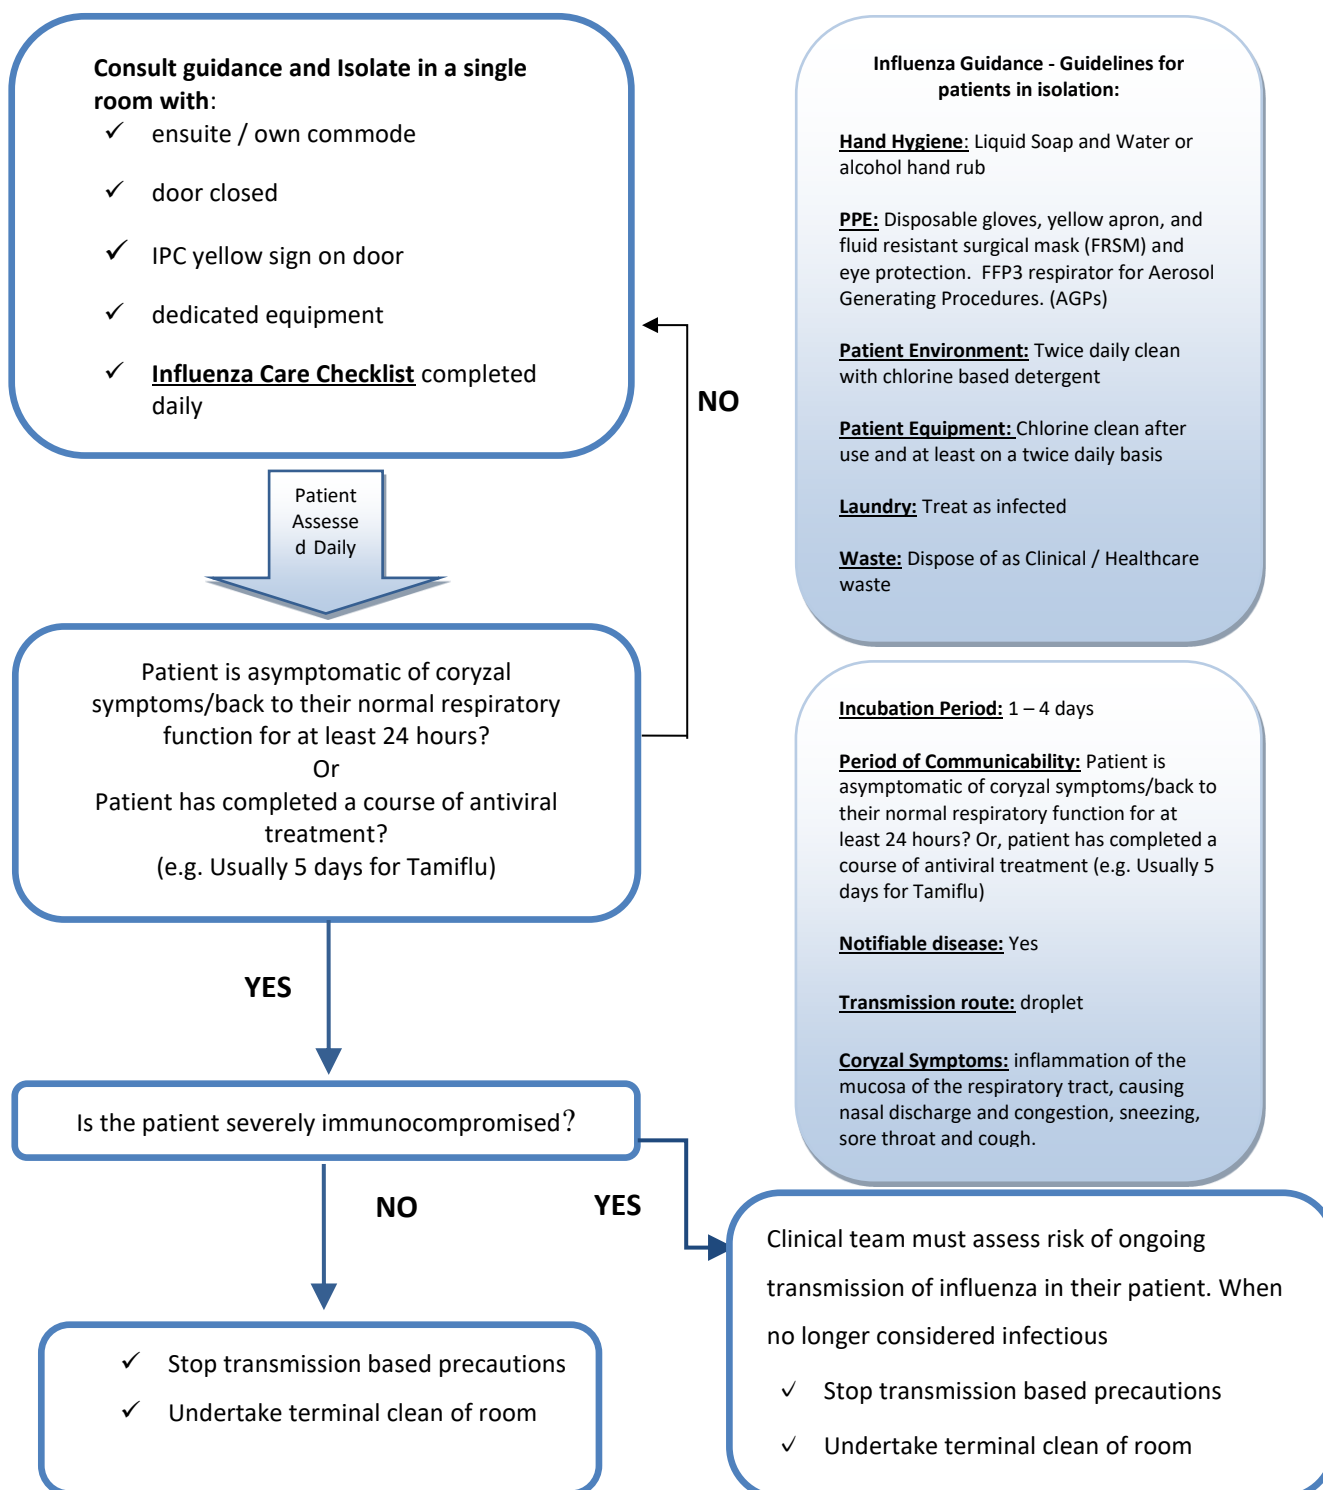 Consult guidance and Isolate in a single
room with:
✓ ensuite / own commode
✓ door closed
✓ IPC yellow sign on door
✓ dedicated equipment
✓ Influenza Care Checklist completed
daily
Patient
Assesse
d Daily
NO
Patient is asymptomatic of coryzal
symptoms/back to their normal respiratory
function for at least 24 hours?
Or
Patient has completed a course of antiviral
treatment?
(e.g. Usually 5 days for Tamiflu)
YES
Is the patient severely immunocompromised?
NO
YES
✓ Stop transmission based precautions
✓ Undertake terminal clean of room
Influenza Guidance - Guidelines for
patients in isolation:
Hand Hygiene: Liquid Soap and Water or
alcohol hand rub
PPE: Disposable gloves, yellow apron, and
fluid resistant surgical mask (FRSM) and
eye protection. FFP3 respirator for Aerosol
Generating Procedures. (AGPs)
Patient Environment: Twice daily clean
with chlorine based detergent
Patient Equipment: Chlorine clean after
use and at least on a twice daily basis
Laundry: Treat as infected
Waste: Dispose of as Clinical / Healthcare
waste
Incubation Period: 1 – 4 days
Period of Communicability: Patient is
asymptomatic of coryzal symptoms/back to
their normal respiratory function for at
least 24 hours? Or, patient has completed a
course of antiviral treatment (e.g. Usually 5
days for Tamiflu)
Notifiable disease: Yes
Transmission route: droplet
Coryzal Symptoms: inflammation of the
mucosa of the respiratory tract, causing
nasal discharge and congestion, sneezing,
sore throat and cough.
Clinical team must assess risk of ongoing
transmission of influenza in their patient. When
no longer considered infectious
✓ Stop transmission based precautions
✓ Undertake terminal clean of room